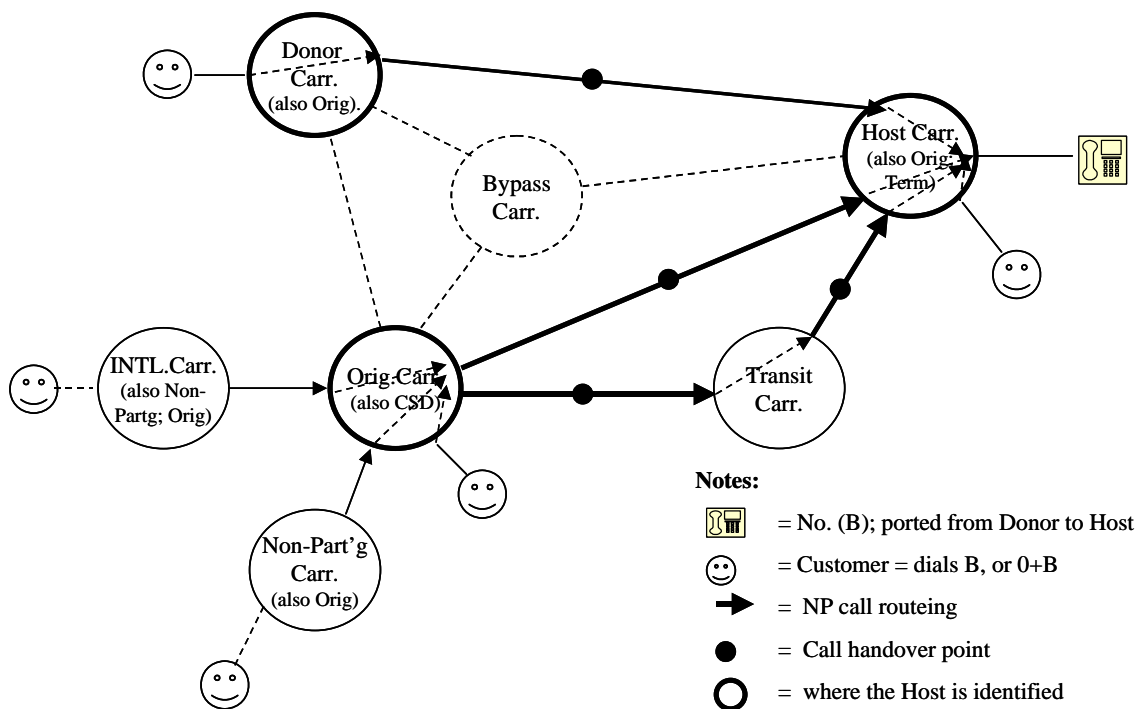 Donor
Carr.
(also Orig).
Host Carr.
(also Orig;
Term)
Bypass
Carr.
INTL.Carr.
(also Non-
Partg; Orig)
Orig.Carr
(also CSD)
Transit
Carr.
Non-Part'g
Carr.
(also Orig)
Notes:
= No. (B); ported from Donor to Host
= Customer = dials B, or 0+B
= NP call routeing
= Call handover point
= where the Host is identified